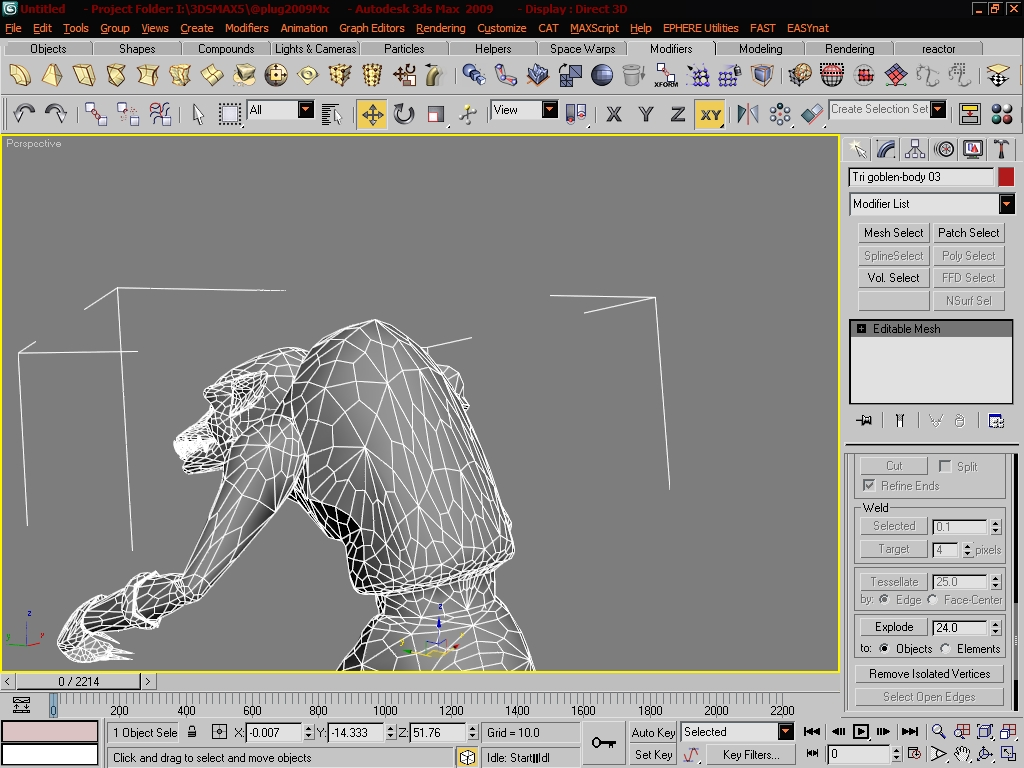 Untitled - Project Folder: I:\3DSMAX5\@plug2009Mx - Autodesk 3ds Max 2009 - Display : Direct 3D
File Edit Tools Group Views Create Modifiers Animation Graph Editors Rendering Customize CAT MAXScript Help EPHERE Utilities FAST EASYnat
Objects Shapes Compounds Lights & Cameras Particles Helpers Space Warps Modifiers Modeling Rendering reactor
XFORM
All View X Y Z XY Create Selection Set
Perspective
Tri goblen-body 03
Modifier List
Mesh Select Patch Select
SplineSelect Poly Select
Vol. Select FFD Select
NSurf Sel
Editable Mesh
Cut Split
Refine Ends
Weld
Selected 0.1
Target 4 pixels
Tessellate 25.0
by: Edge Face-Center
Explode 24.0
to: Objects Elements
Remove Isolated Vertices
Select Open Edges
z
y x
z
y x
0 / 2214
0 200 400 600 800 1000 1200 1400 1600 1800 2000 2200
1 Object Sele X: -0.007 Y: -14.333 Z: 51.76 Grid = 10.0 Auto Key Selected
Click and drag to select and move objects Set Key Key Filters... 0